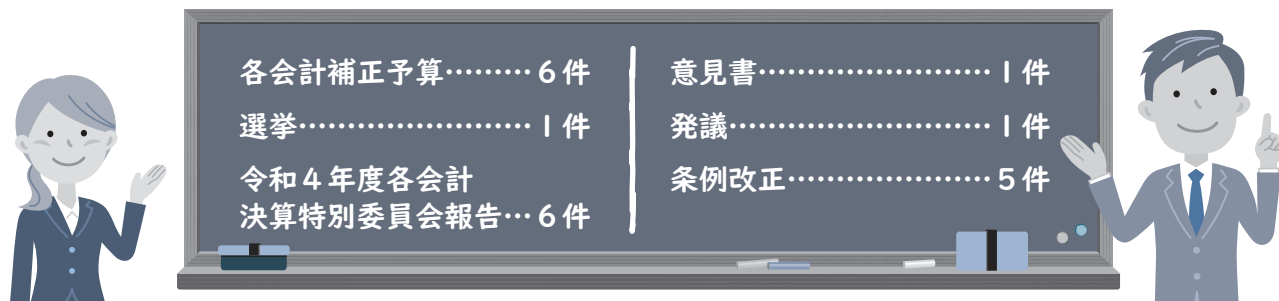 各会計補正予算………6件
選挙……………………1件
令和4年度各会計
決算特別委員会報告…6件
意見書……………………1件
発議………………………1件
条例改正…………………5件